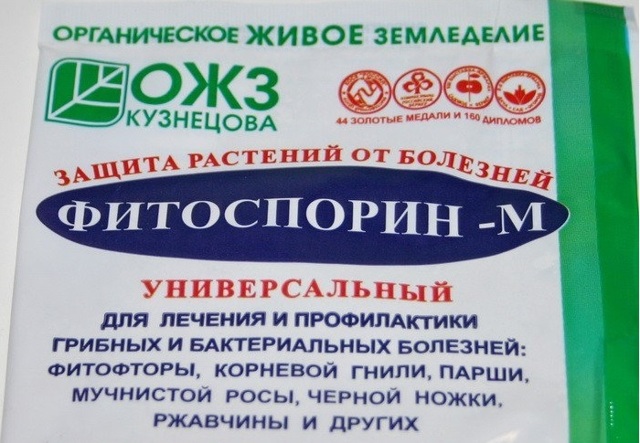 ОРГАНИЧЕСКОЕ ЖИВОЕ ЗЕМЛЕДЕЛИЕ
ОЖЗ
КУЗНЕЦОВА
44 ЗОЛОТЫЕ МЕДАЛИ И 160 ДИПЛОМОВ
ЗАЩИТА РАСТЕНИЙ ОТ БОЛЕЗНЕЙ
ФИТОСПОРИН -М
УНИВЕРСАЛЬНЫЙ
ДЛЯ ЛЕЧЕНИЯ И ПРОФИЛАКТИКИ
ГРИБНЫХ И БАКТЕРИАЛЬНЫХ БОЛЕЗНЕЙ:
ФИТОФТОРЫ, КОРНЕВОЙ ГНИЛИ, ПАРШИ,
МУЧНИСТОЙ РОСЫ, ЧЕРНОЙ НОЖКИ,
РЖАВЧИНЫ И ДРУГИХ